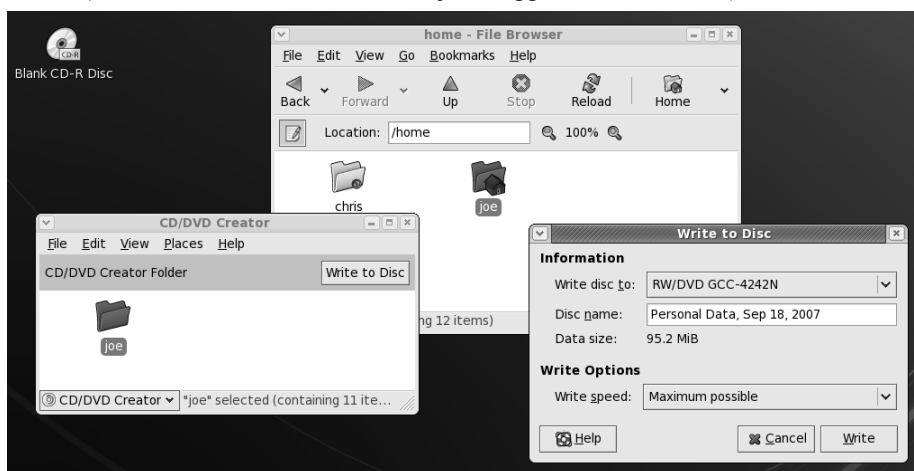 CD-R
Blank CD-R Disc
home - File Browser
File Edit View Go Bookmarks Help
Back Forward Up Stop Reload Home
Location: /home 100%
chris
joe
ng 12 items)
CD/DVD Creator
File Edit View Places Help
CD/DVD Creator Folder Write to Disc
joe
CD/DVD Creator "joe" selected (containing 11 ite...
Write to Disc
Information
Write disc to: RW/DVD GCC-4242N
Disc name: Personal Data, Sep 18, 2007
Data size: 95.2 MiB
Write Options
Write speed: Maximum possible
Help Cancel Write